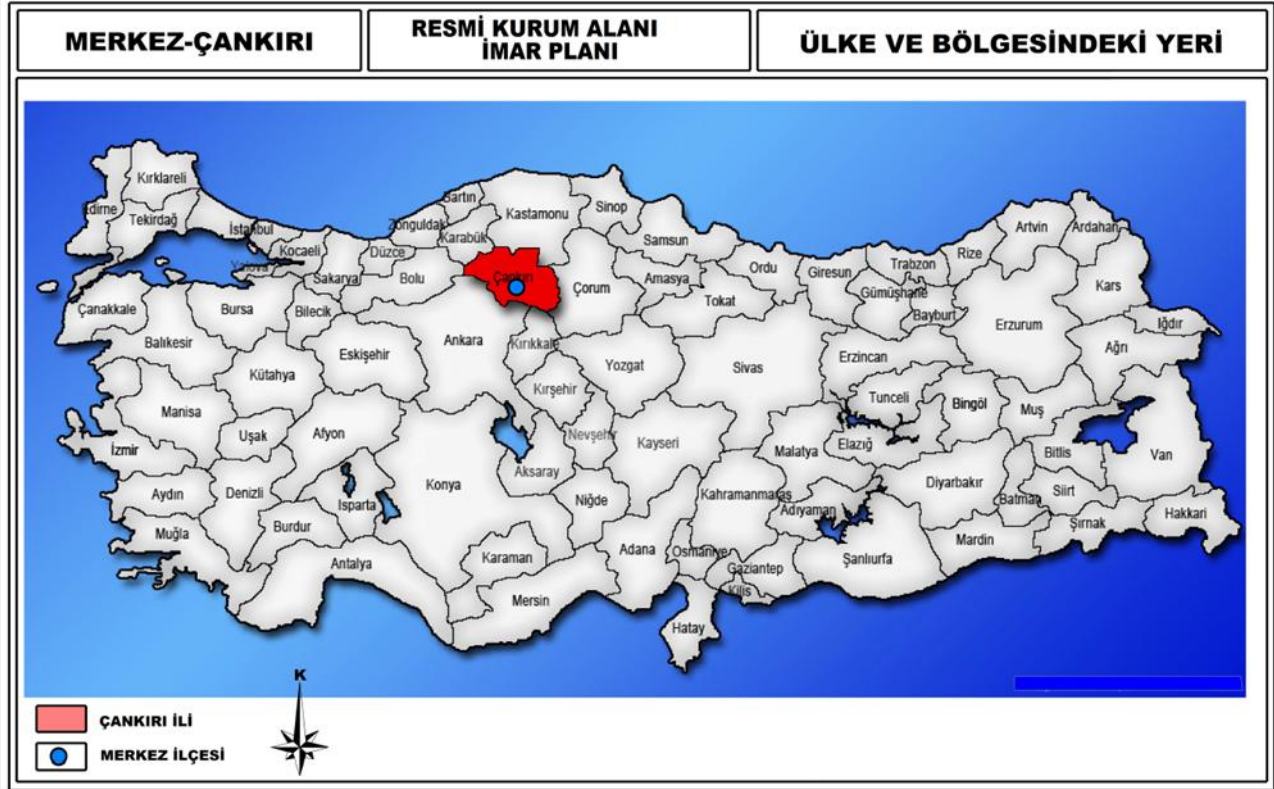 MERKEZ-ÇANKIRI
RESMİ KURUM ALANI
İMAR PLANI
ÜLKE VE BÖLGESİNDEKİ YERİ
Kırklareli
Edirne
Tekirdağ
İstanbul
Yalova
Kocaeli
Sakarya
Düzce
Zonguldak
Bartın
Karabük
Kastamonu
Sinop
Samsun
Bolu
Çankırı
Çorum
Amasya
Tokat
Ordu
Giresun
Trabzon
Gümüşhane
Bayburt
Rize
Artvin
Ardahan
Kars
Iğdır
Ağrı
Erzurum
Çanakkale
Balıkesir
Bursa
Bilecik
Kütahya
Eskişehir
Ankara
Kırıkkale
Kırşehir
Yozgat
Sivas
Erzincan
Tunceli
Bingöl
Muş
Manisa
Uşak
Afyon
İzmir
Aydın
Denizli
Muğla
Burdur
Isparta
Antalya
Konya
Aksaray
Nevşehir
Niğde
Kayseri
Karaman
Mersin
Adana
Osmaniye
Kahramanmaraş
Malatya
Elazığ
Adıyaman
Gaziantep
Kilis
Hatay
Şanlıurfa
Diyarbakır
Mardin
Batman
Siirt
Bitlis
Van
Şırnak
Hakkari
K
ÇANKIRI İLİ
MERKEZ İLÇESİ